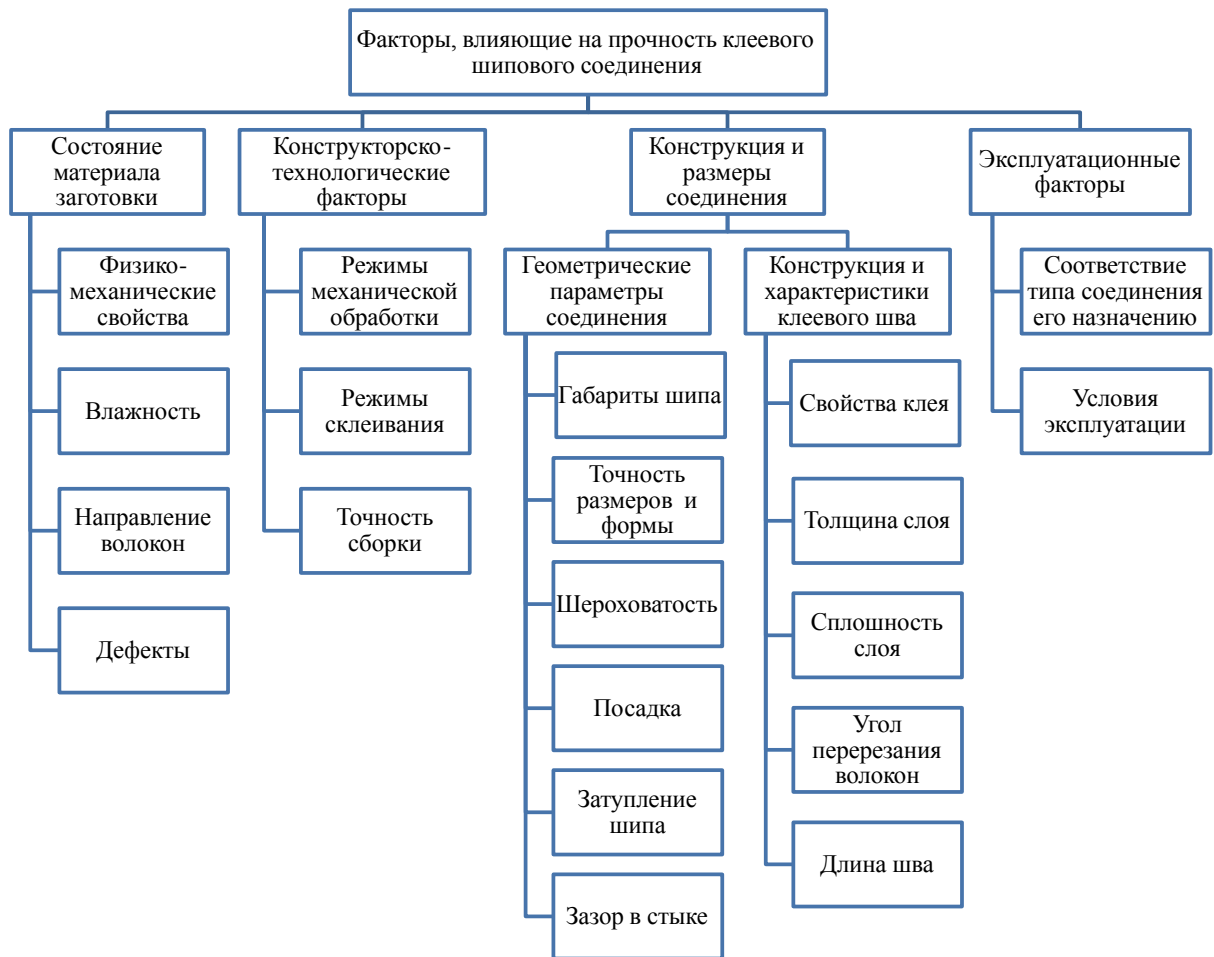 Факторы, влияющие на прочность клеевого
шипового соединения
Состояние
материала
заготовки
Физико-
механические
свойства
Влажность
Направление
волокон
Дефекты
Конструкторско-
технологические
факторы
Режимы
механической
обработки
Режимы
склеивания
Точность
сборки
Конструкция и
размеры
соединения
Геометрические
параметры
соединения
Габариты шипа
Точность
размеров и
формы
Шероховатость
Посадка
Затупление
шипа
Зазор в стыке
Конструкция и
характеристики
клеевого шва
Свойства клея
Толщина слоя
Сплошность
слоя
Угол
перерезания
волокон
Длина шва
Эксплуатационные
факторы
Соответствие
типа соединения
его назначению
Условия
эксплуатации